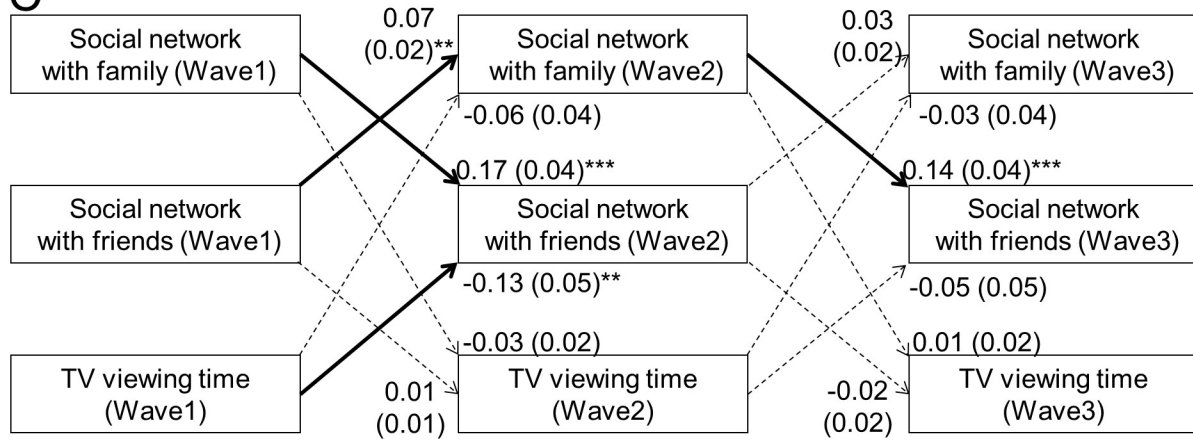 0.07
(0.02)**
0.03
(0.02)
Social network
with family (Wave1)
Social network
with family (Wave2)
Social network
with family (Wave3)
-0.06 (0.04)
-0.03 (0.04)
0.17 (0.04)***
0.14 (0.04)***
Social network
with friends (Wave1)
Social network
with friends (Wave2)
Social network
with friends (Wave3)
-0.13 (0.05)**
-0.05 (0.05)
-0.03 (0.02)
0.01 (0.02)
TV viewing time
(Wave1)
0.01
(0.01)
TV viewing time
(Wave2)
-0.02
(0.02)
TV viewing time
(Wave3)